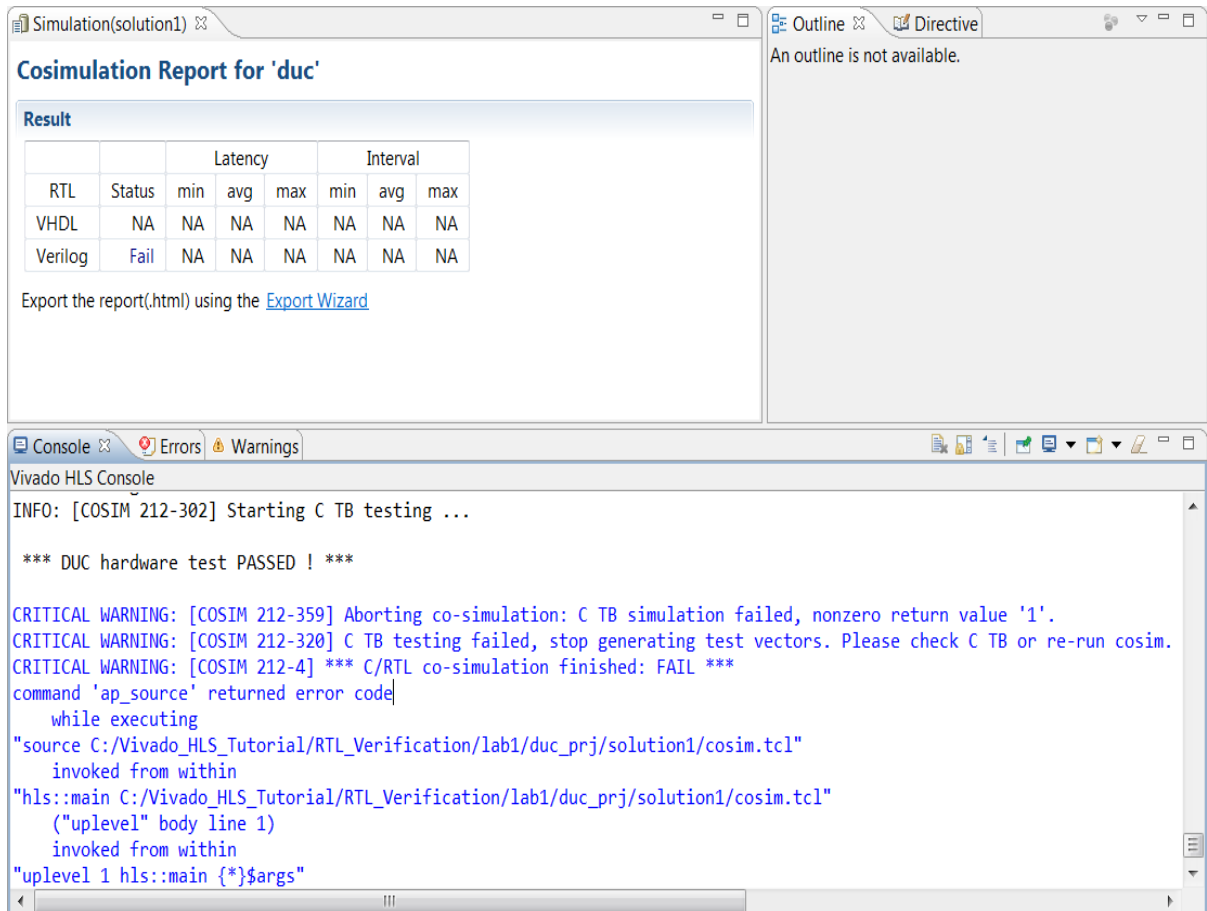 Simulation(solution1)
Outline
Directive
Cosimulation Report for 'duc'
An outline is not available.
Result
Latency Interval
RTL Status min avg max min avg max
VHDL NA NA NA NA NA NA NA
Verilog Fail NA NA NA NA NA NA
Export the report(.html) using the Export Wizard
Console Errors Warnings
Vivado HLS Console
INFO: [COSIM 212-302] Starting C TB testing ...
*** DUC hardware test PASSED ! ***
CRITICAL WARNING: [COSIM 212-359] Aborting co-simulation: C TB simulation failed, nonzero return value '1'.
CRITICAL WARNING: [COSIM 212-320] C TB testing failed, stop generating test vectors. Please check C TB or re-run cosim.
CRITICAL WARNING: [COSIM 212-4] *** C/RTL co-simulation finished: FAIL ***
command 'ap_source' returned error code
while executing
"source C:/Vivado_HLS_Tutorial/RTL_Verification/lab1/duc_prj/solution1/cosim.tcl"
invoked from within
"hls::main C:/Vivado_HLS_Tutorial/RTL_Verification/lab1/duc_prj/solution1/cosim.tcl"
("uplevel" body line 1)
invoked from within
"uplevel 1 hls::main {*}$args"